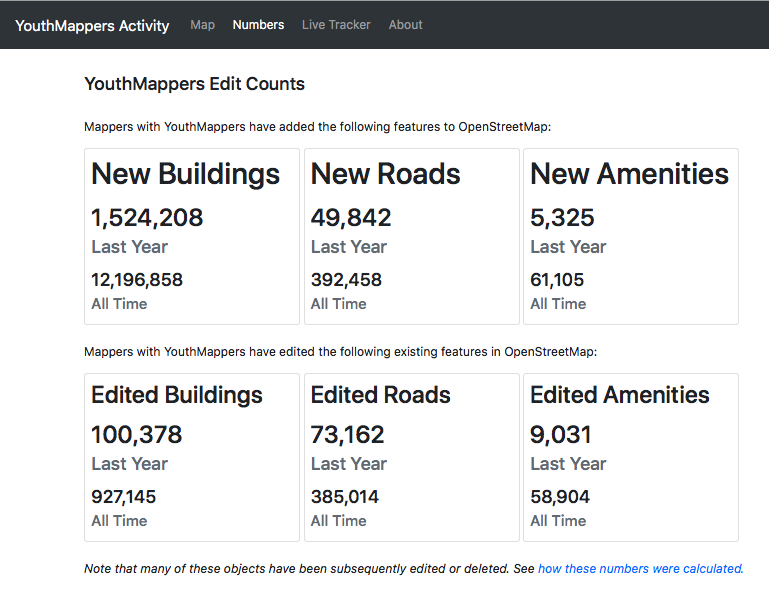 YouthMappers Activity Map Numbers Live Tracker About
YouthMappers Edit Counts
Mappers with YouthMappers have added the following features to OpenStreetMap:
New Buildings
1,524,208
Last Year
12,196,858
All Time
New Roads
49,842
Last Year
392,458
All Time
New Amenities
5,325
Last Year
61,105
All Time
Mappers with YouthMappers have edited the following existing features in OpenStreetMap:
Edited Buildings
100,378
Last Year
927,145
All Time
Edited Roads
73,162
Last Year
385,014
All Time
Edited Amenities
9,031
Last Year
58,904
All Time
Note that many of these objects have been subsequently edited or deleted. See how these numbers were calculated.